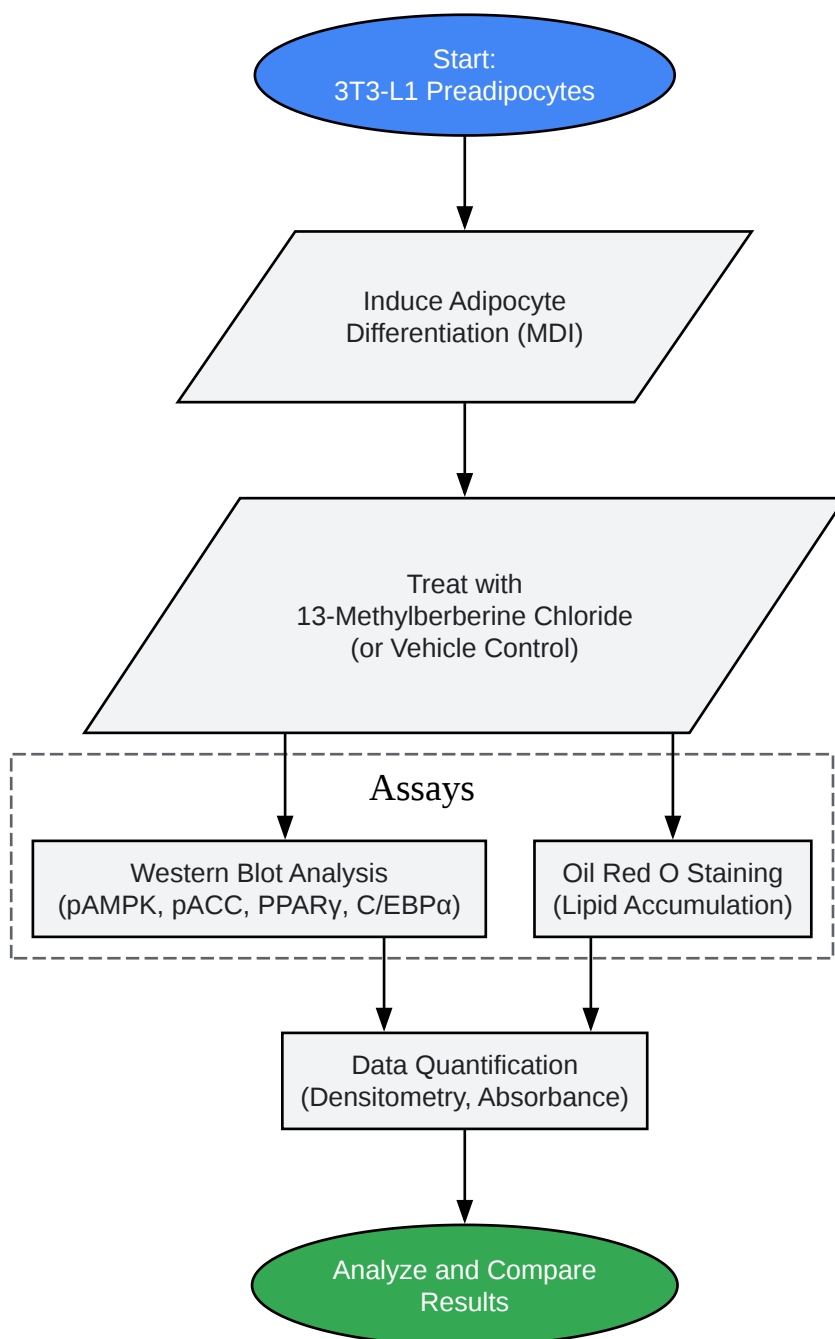 Start:
3T3-L1 Preadipocytes
Induce Adipocyte
Differentiation (MDI)
Treat with
13-Methylberberine Chloride
(or Vehicle Control)
Assays
Western Blot Analysis
(pAMPK, pACC, PPARγ, C/EBPα)
Oil Red O Staining
(Lipid Accumulation)
Data Quantification
(Densitometry, Absorbance)
Analyze and Compare
Results